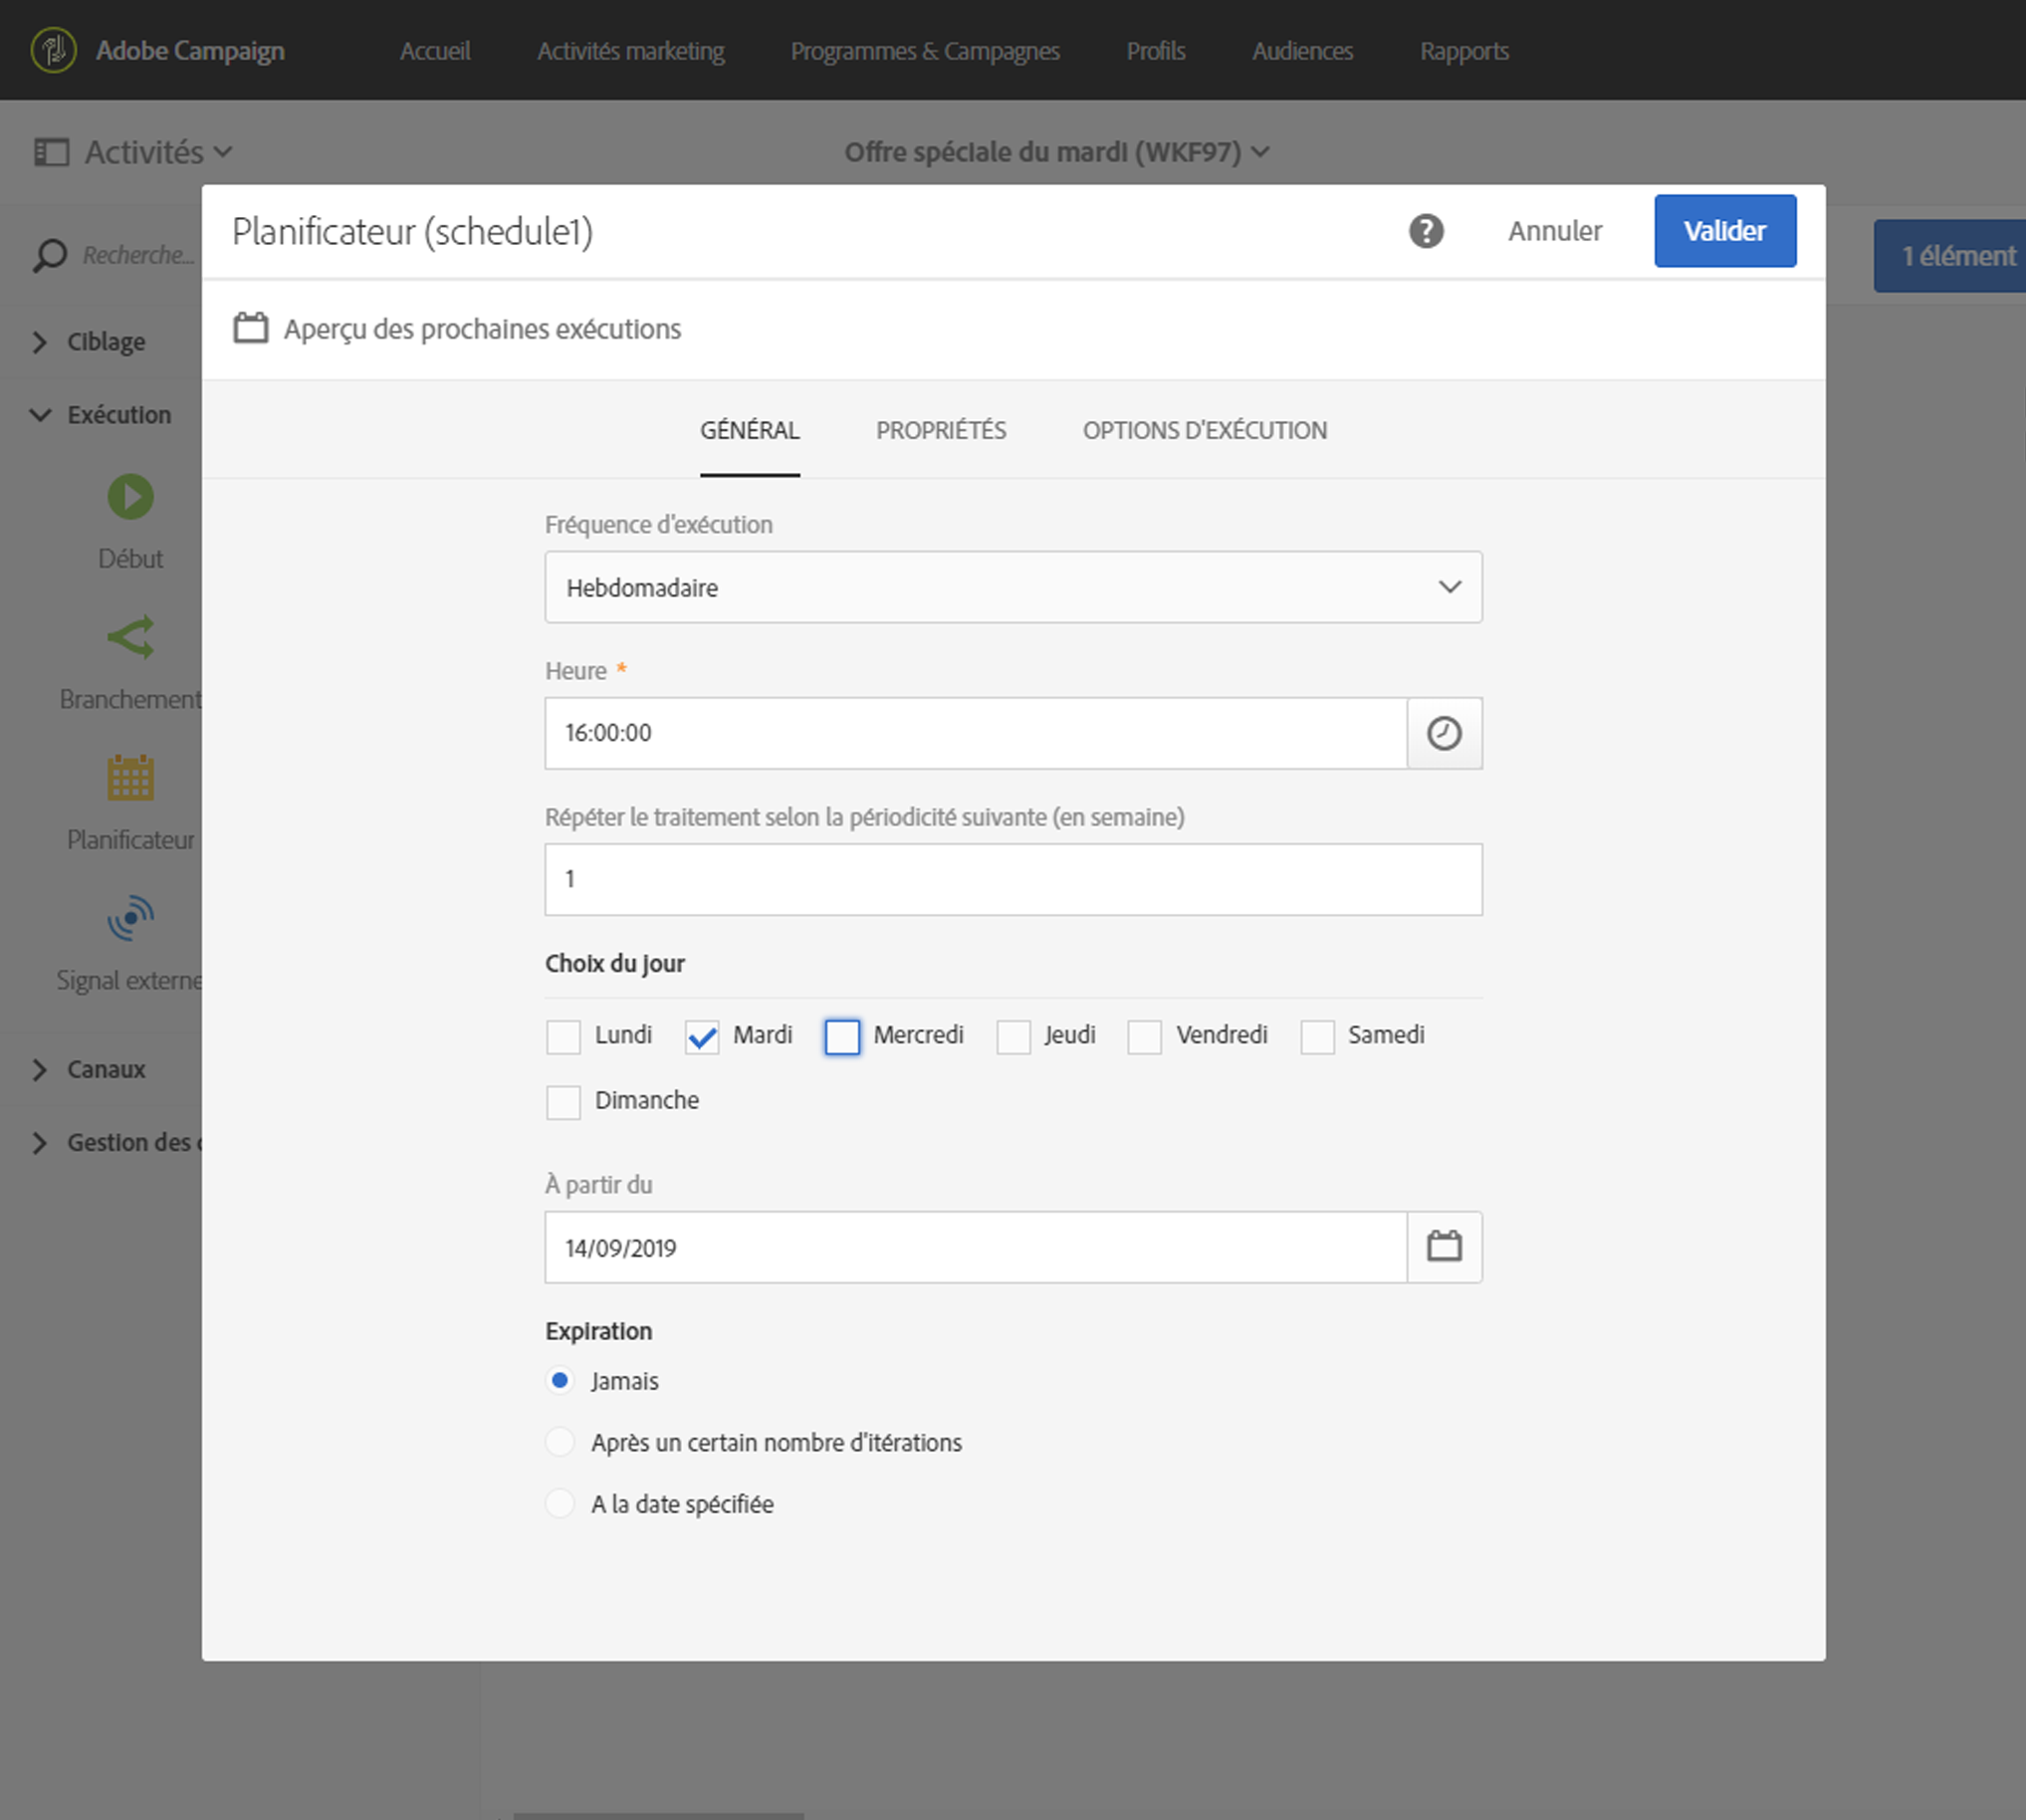 Adobe Campaign Accueil Activités marketing Programmes & Campagnes Profils Audiences Rapports
Activités Offre spéciale du mardi (WKF97)
Recherche...
1 élément
Ciblage
Exécution
Début
Branchement
Planificateur
Signal externe
Canaux
Gestion des
Planificateur (schedule1)
? Annuler Valider
Aperçu des prochaines exécutions
GÉNÉRAL PROPRIÉTÉS OPTIONS D'EXÉCUTION
Fréquence d'exécution
Hebdomadaire
Heure *
16:00:00
Répéter le traitement selon la périodicité suivante (en semaine)
1
Choix du jour
Lundi Mardi Mercredi Jeudi Vendredi Samedi
Dimanche
À partir du
14/09/2019
Expiration
Jamais
Après un certain nombre d'itérations
A la date spécifiée